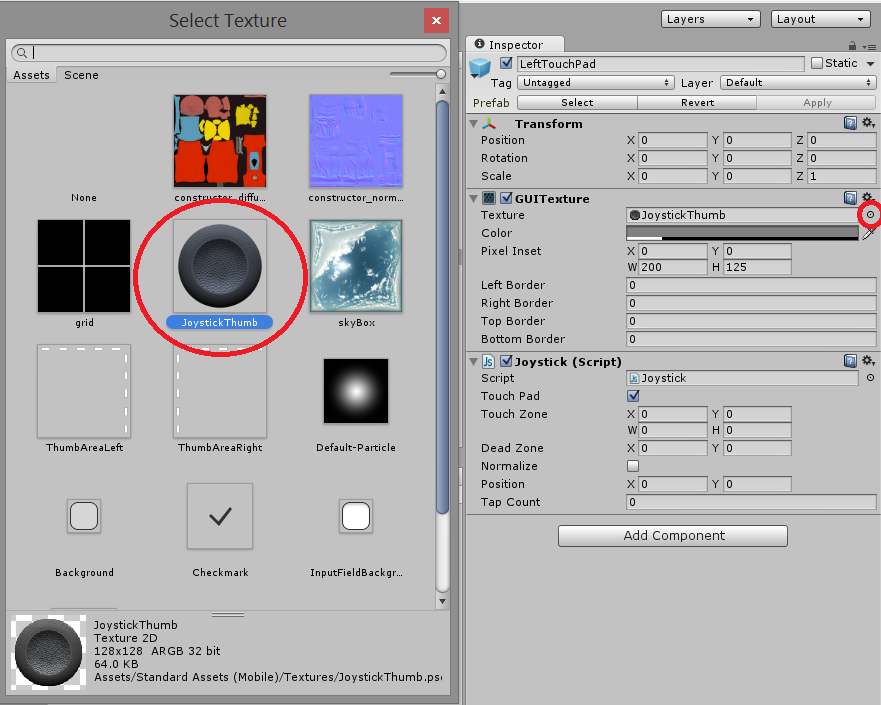 Select Texture
Assets Scene
None
constructor_diffu...
constructor_norm...
grid
JoystickThumb
skyBox
ThumbAreaLeft
ThumbAreaRight
Default-Particle
Background
Checkmark
InputFieldBackgr...
JoystickThumb
Texture 2D
128x128 ARGB 32 bit
64.0 KB
Assets/Standard Assets (Mobile)/Textures/JoystickThumb.psd
Layers
Layout
Inspector
LeftTouchPad Static
Tag Untagged Layer Default
Prefab Select Revert Apply
Transform
Position X 0 Y 0 Z 0
Rotation X 0 Y 0 Z 0
Scale X 0 Y 0 Z 1
GUITexture
Texture JoystickThumb
Color
Pixel Inset X 0 Y 0
W 200 H 125
Left Border 0
Right Border 0
Top Border 0
Bottom Border 0
Js Joystick (Script)
Script Joystick
Touch Pad
Touch Zone X 0 Y 0
W 0 H 0
Dead Zone X 0 Y 0
Normalize
Position X 0 Y 0
Tap Count 0
Add Component